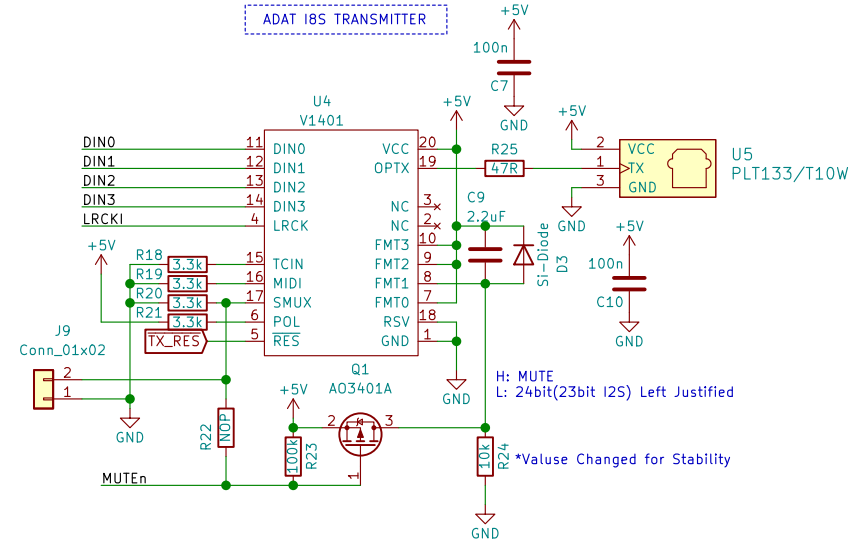 ADAT I8S TRANSMITTER
+5V
100n
C7
GND
U4
V1401
+5V
+5V
DIN0
11
DIN0
VCC
20
R25
2
VCC
U5
DIN1
12
DIN1
OPTX
19
47R
1
TX
PLT133/T10W
DIN2
13
DIN2
3
GND
DIN3
14
DIN3
NC
3
C9
GND
LRCKI
4
LRCK
NC
2
2.2uF
+5V
FMT3
10
Si-Diode
D3
+5V
R18
3.3k
15
TCIN
FMT2
9
100n
R19
3.3k
16
MIDI
FMT1
8
R20
3.3k
17
SMUX
FMT0
7
C10
R21
3.3k
6
POL
RSV
18
GND
J9
TX_RES
5
RES
GND
1
Conn_01x02
2
1
GND
Q1
AO3401A
GND
H: MUTE
L: 24bit(23bit I2S) Left Justified
+5V
2
3
1
R22
NOP
100k
R23
10k
R24
*Valuse Changed for Stability
MUTEn
GND